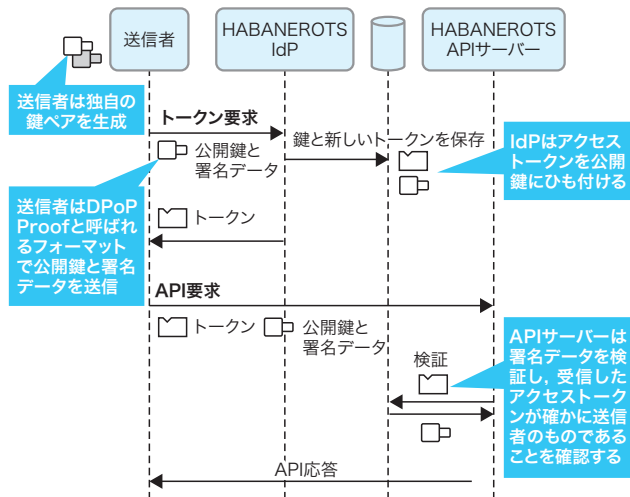 送信者
HABANEROTS
IdP
HABANEROTS
APIサーバー
送信者は独自の
鍵ペアを生成
トークン要求
公開鍵と
署名データ
鍵と新しいトークンを保存
IdPはアクセス
トークンを公開
鍵にひも付ける
送信者はDPoP
Proofと呼ばれ
るフォーマット
で公開鍵と署名
データを送信
トークン
API要求
トークン
公開鍵と
署名データ
検証
APIサーバーは
署名データを検
証し，受信した
アクセストーク
ンが確かに送信
者のものである
ことを確認する
API応答